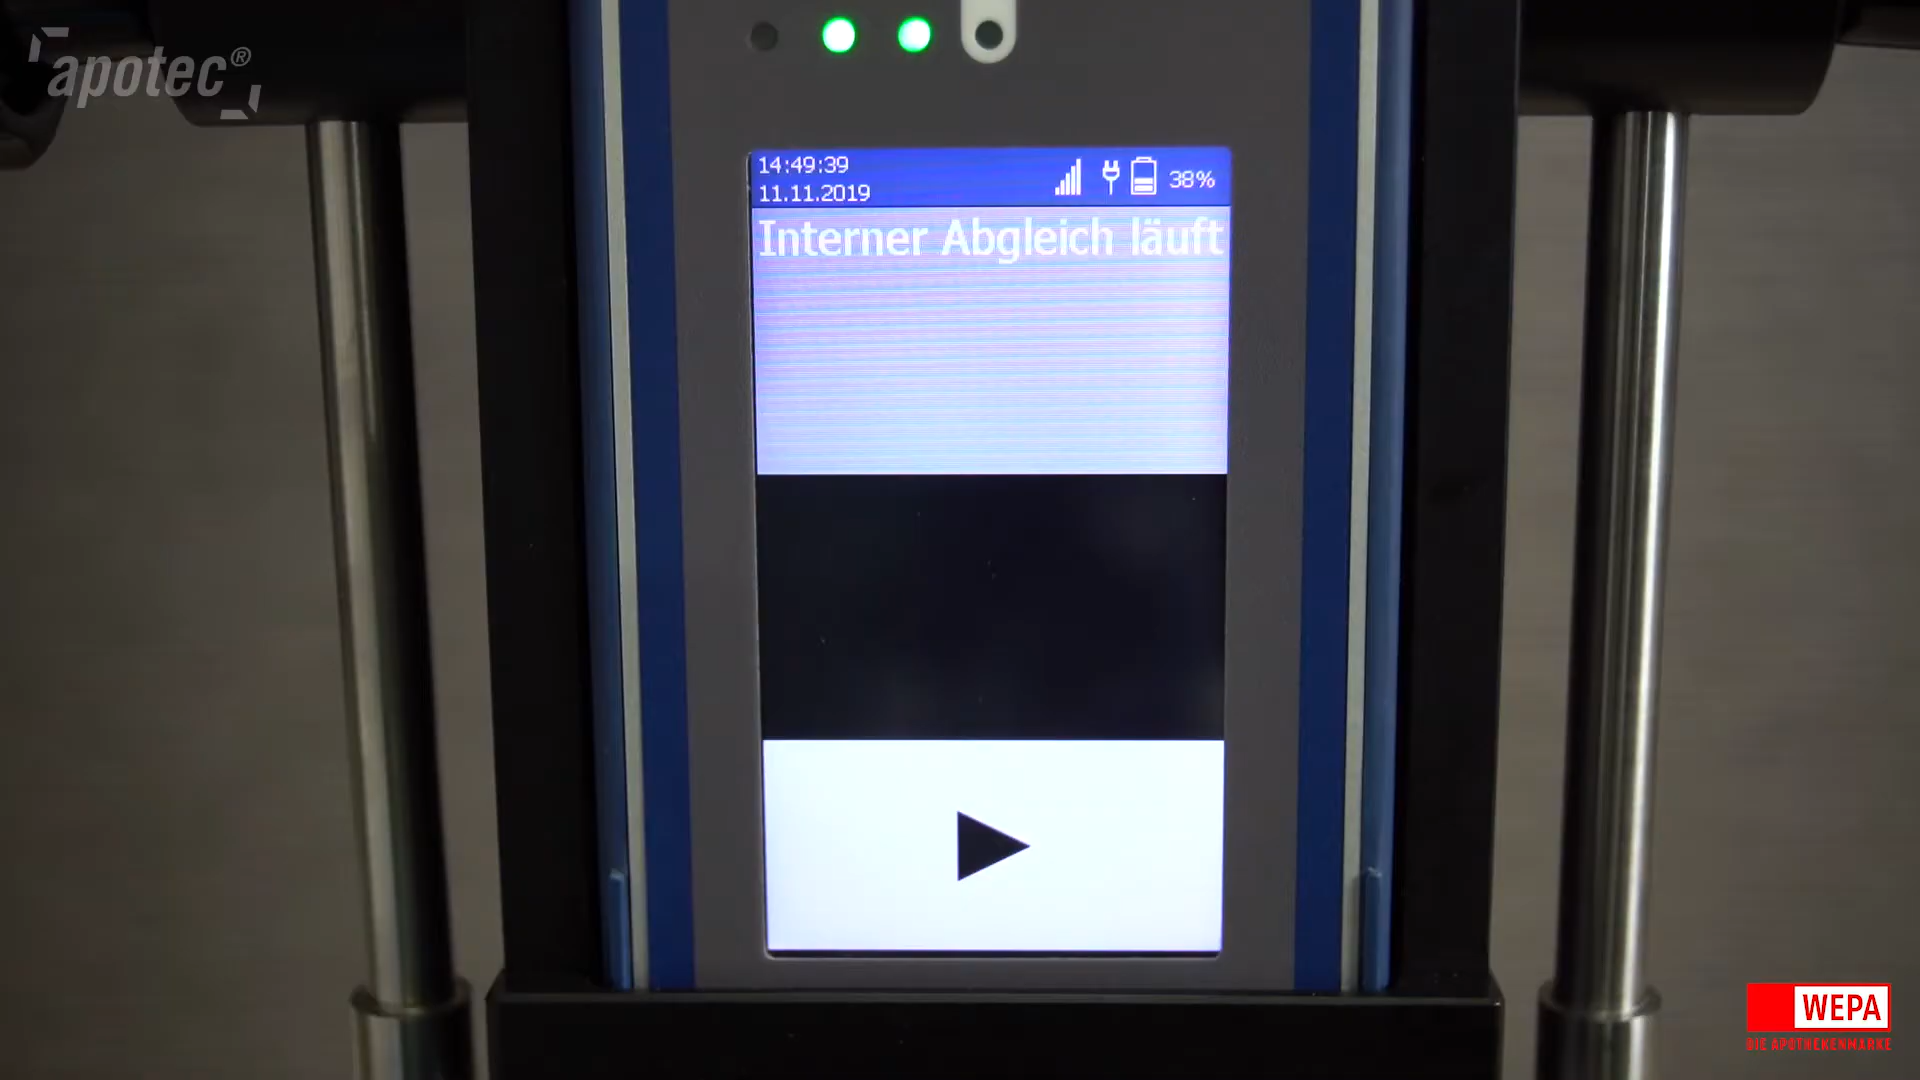 apotec®
14:49:39
11.11.2019
38%
Interner Abgleich läuft
WEPA
DIE APOTHEKENMARKE